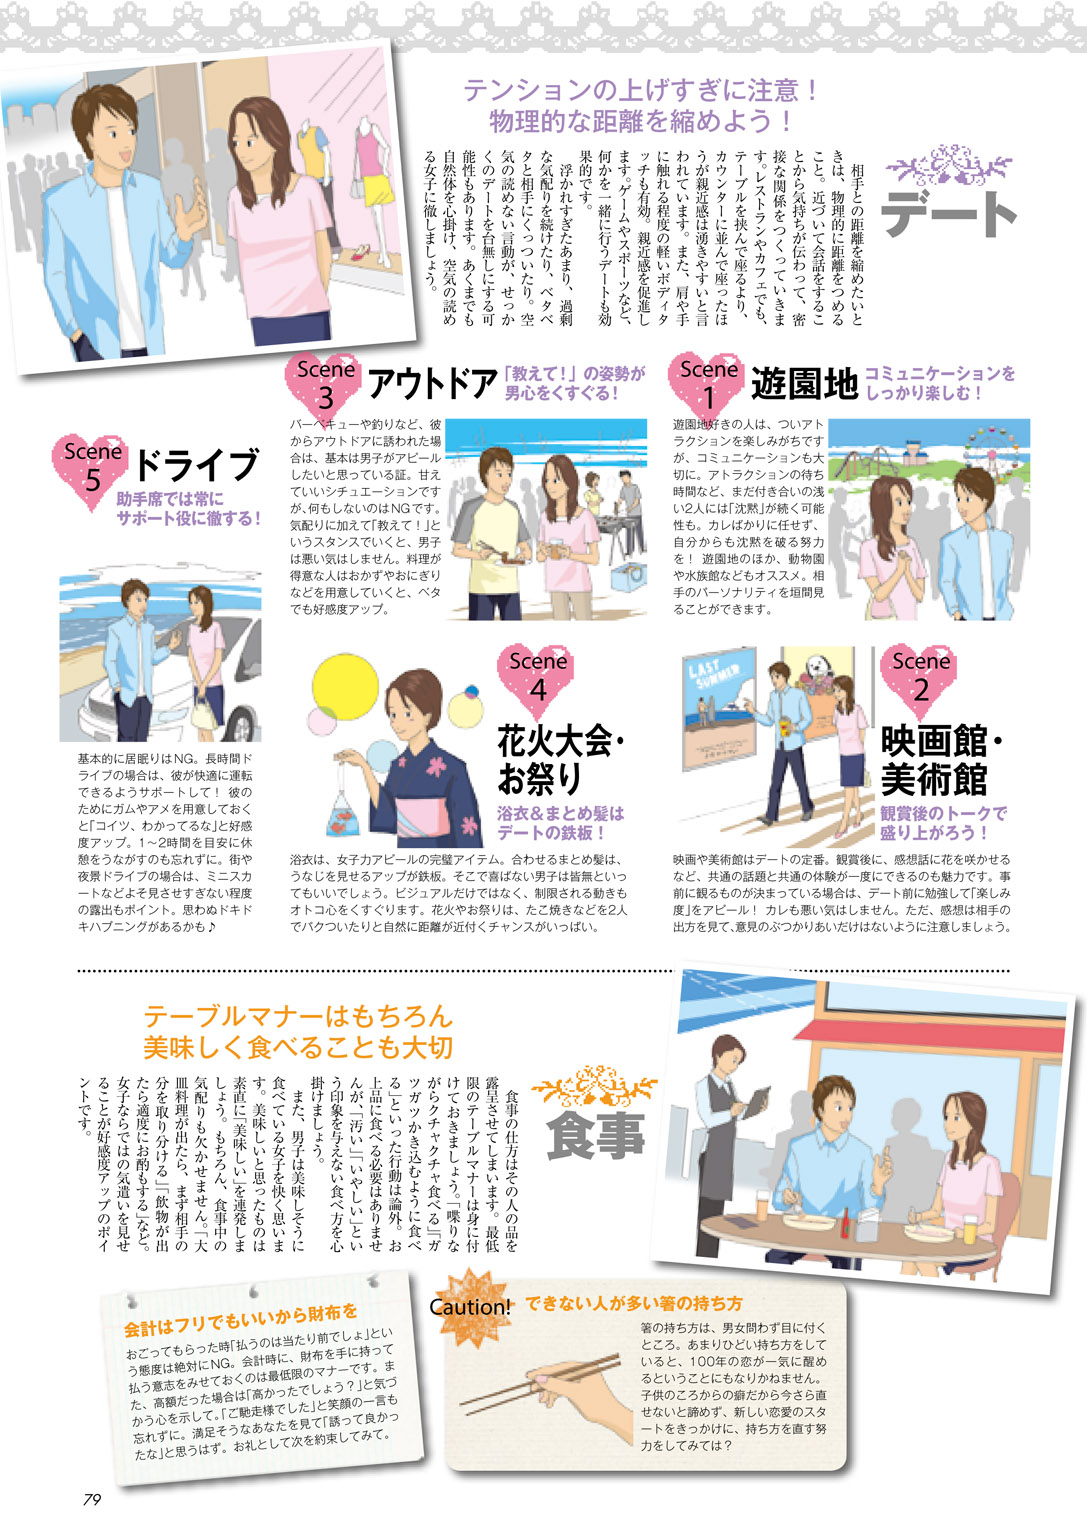 テンションの上げすぎに注意！
物理的な距離を縮めよう！
デート
相手との距離を縮めたいと
きは、物理的に距離をつめる
こと。近づいて会話をするこ
とから気持ちが伝わって、密
接な関係をつくっていきま
す。レストランやカフェでも、
テーブルを挟んで座るより、
カウンターに並んで座ったほ
うが親近感は湧きやすいと言
われています。また、肩や手
に触れる程度の軽いボディタ
ッチも有効。親近感を促進し
ます。ゲームやスポーツなど、
何かを一緒に行うデートも効
果的です。
浮かれすぎたあまり、過剰
な気配りを続けたり、ベタベ
タと相手にくっついたり。空
気の読めない言動が、せっか
くのデートを台無しにする可
能性もあります。あくまでも
自然体を心掛け、空気の読め
る女子に徹しましょう。
Scene
1
遊園地
コミュニケーションを
しっかり楽しむ！
遊園地好きの人は、ついアト
ラクションを楽しみがちです
が、コミュニケーションも大
切に。アトラクションの待ち
時間など、まだ付き合いの浅
い2人には「沈黙」が続く可能
性も。カレばかりに任せず、
自分からも沈黙を破る努力
を！ 遊園地のほか、動物園
や水族館などもオススメ。相
手のパーソナリティを垣間見
ることができます。
Scene
2
映画館・
美術館
観賞後のトークで
盛り上がろう！
LAST
SUMMER
映画や美術館はデートの定番。観賞後に、感想話に花を咲かせる
など、共通の話題と共通の体験が一度にできるのも魅力です。事
前に観るものが決まっている場合は、デート前に勉強して「楽しみ
度」をアピール！ カレも悪い気はしません。ただ、感想は相手の
出方を見て、意見のぶつかりあいだけはないように注意しましょう。
Scene
3
アウトドア
「教えて！」の姿勢が
男心をくすぐる！
バーベキューや釣りなど、彼
からアウトドアに誘われた場
合は、基本は男子がアピール
したいと思っている証。甘え
ていいシチュエーションです
が、何もしないのはNGです。
気配りに加えて「教えて！」と
いうスタンスでいくと、男子
は悪い気はしません。料理が
得意な人はおかずやおにぎり
などを用意していくと、ベタ
でも好感度アップ。
Scene
4
花火大会・
お祭り
浴衣＆まとめ髪は
デートの鉄板！
浴衣は、女子力アピールの完璧アイテム。合わせるまとめ髪は、
うなじを見せるアップが鉄板。そこで喜ばない男子は皆無といっ
てもいいでしょう。ビジュアルだけではなく、制限される動きも
オトコ心をくすぐります。花火やお祭りは、たこ焼きなどを2人
でパクついたりと自然に距離が近付くチャンスがいっぱい。
Scene
5
ドライブ
助手席では常に
サポート役に徹する！
基本的に居眠りはNG。長時間ド
ライブの場合は、彼が快適に運転
できるようサポートして！ 彼の
ためにガムやアメを用意しておく
と「コイツ、わかってるな」と好感
度アップ。1～2時間を目安に休
憩をうながすのも忘れずに。街や
夜景ドライブの場合は、ミニスカ
ートなどよそ見させすぎない程度
の露出もポイント。思わぬドキド
キハプニングがあるかも♪
テーブルマナーはもちろん
美味しく食べることも大切
食事
食事の仕方はその人の品を
露呈させてしまいます。最低
限のテーブルマナーは身に付
けておきましょう。「喋りな
がらクチャクチャ食べる」「ガ
ツガツかき込むように食べ
る」といった行動は論外。お
上品に食べる必要はありませ
んが、「汚い」「いやしい」とい
う印象を与えない食べ方を心
掛けましょう。
また、男子は美味しそうに
食べている女子を快く思いま
す。美味しいと思ったものは
素直に「美味しい」を連発しま
しょう。もちろん、食事中の
気配りも欠かせません。「大
皿料理が出たら、まず相手の
分を取り分ける」「飲物が出
たら適度にお酌もする」など。
女子ならではの気遣いを見せ
ることが好感度アップのポイ
ントです。
会計はフリでもいいから財布を
おごってもらった時「払うのは当たり前でしょ」とい
う態度は絶対にNG。会計時に、財布を手に持って
払う意志をみせておくのは最低限のマナーです。ま
た、高額だった場合は「高かったでしょう？」と気づ
かう心を示して。「ご馳走様でした」と笑顔の一言も
忘れずに。満足そうなあなたを見て「誘って良かっ
たな」と思うはず。お礼として次を約束してみて。
Caution!
できない人が多い箸の持ち方
箸の持ち方は、男女問わず目に付く
ところ。あまりひどい持ち方をして
いると、100年の恋が一気に醒め
るということにもなりかねません。
子供のころからの癖だから今さら直
せないと諦めず、新しい恋愛のスタ
ートをきっかけに、持ち方を直す努
力をしてみては？
79